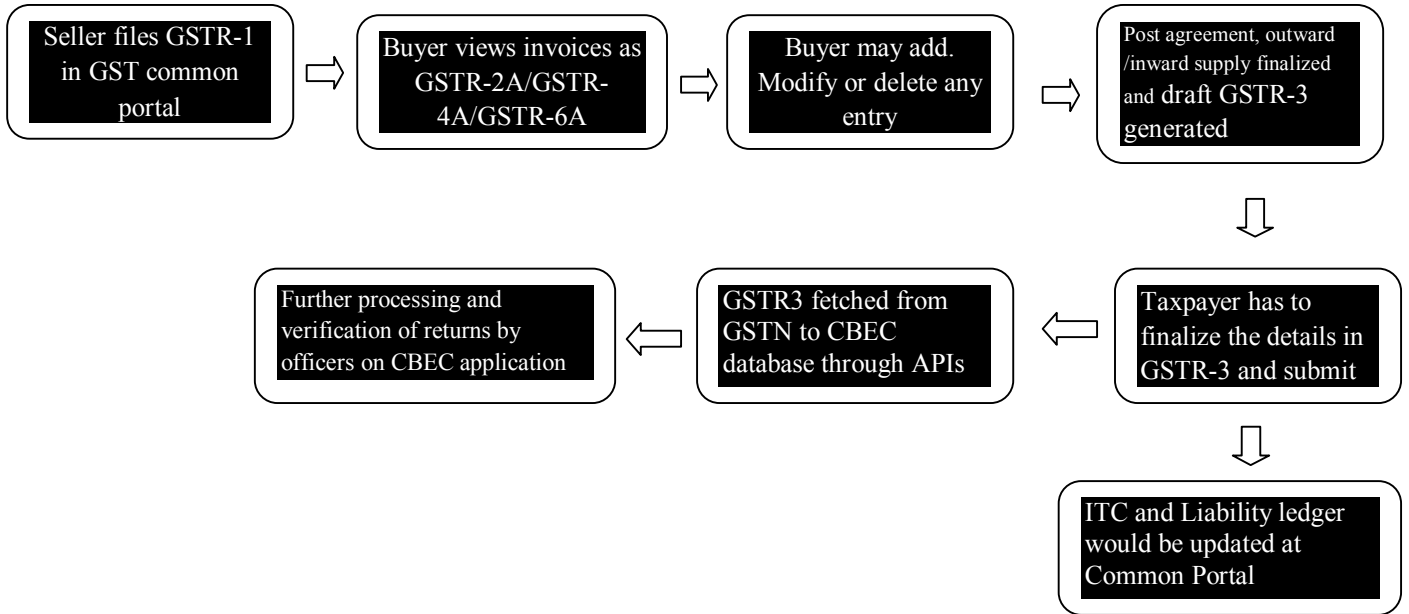 Seller files GSTR-1
in GST common
portal
Buyer views invoices as
GSTR-2A/GSTR-
4A/GSTR-6A
Buyer may add.
Modify or delete any
entry
Post agreement, outward
/inward supply finalized
and draft GSTR-3
generated
Taxpayer has to
finalize the details in
GSTR-3 and submit
GSTR3 fetched from
GSTN to CBEC
database through APIs
Further processing and
verification of returns by
officers on CBEC application
ITC and Liability ledger
would be updated at
Common Portal